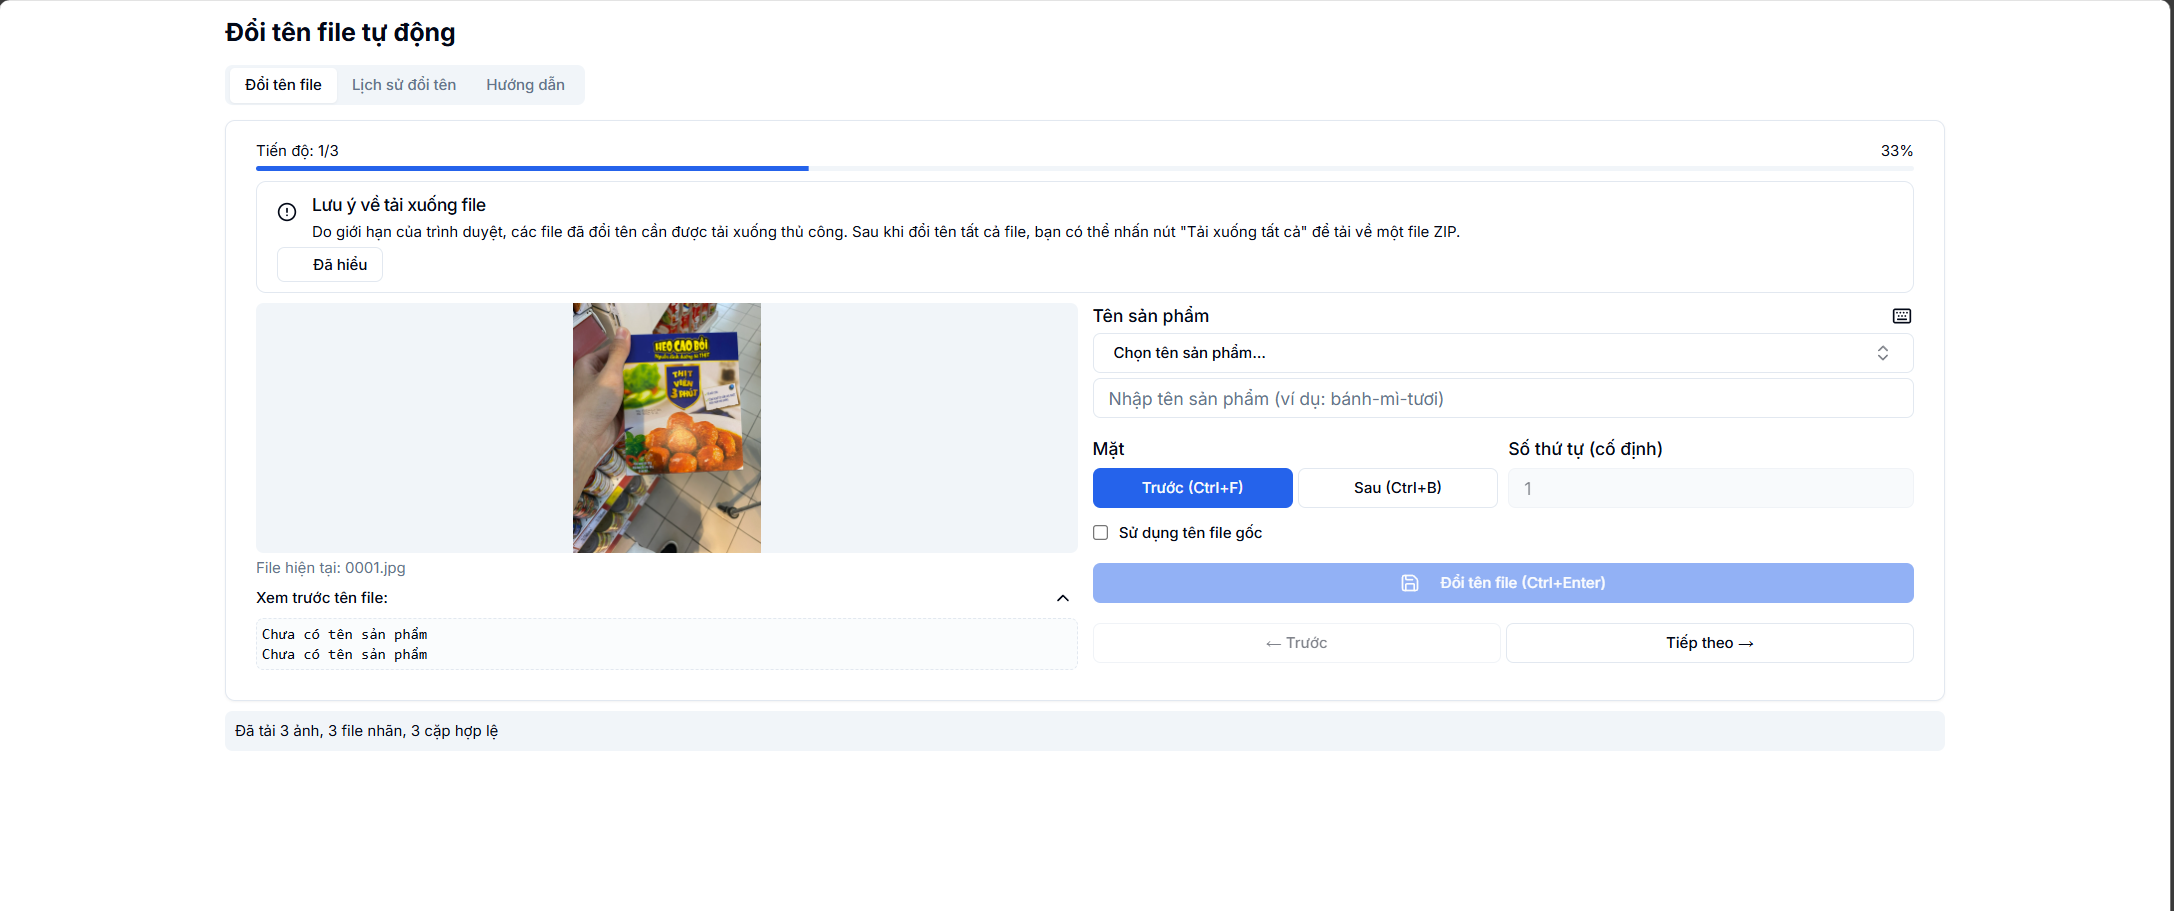 Đổi tên file tự động
Đổi tên file
Lịch sử đổi tên
Hướng dẫn
Tiến độ: 1/3
33%
Lưu ý về tải xuống file
Do giới hạn của trình duyệt, các file đã đổi tên cần được tải xuống thủ công. Sau khi đổi tên tất cả file, bạn có thể nhấn nút "Tải xuống tất cả" để tải về một file ZIP.
Đã hiểu
HEO CAO BỒI
THỊT
VIÊN
3 PHÚT
File hiện tại: 0001.jpg
Xem trước tên file:
Chưa có tên sản phẩm
Chưa có tên sản phẩm
Tên sản phẩm
Chọn tên sản phẩm...
Nhập tên sản phẩm (ví dụ: bánh-mì-tươi)
Mặt
Số thứ tự (cố định)
Trước (Ctrl+F)
Sau (Ctrl+B)
1
Sử dụng tên file gốc
Đổi tên file (Ctrl+Enter)
← Trước
Tiếp theo →
Đã tải 3 ảnh, 3 file nhãn, 3 cặp hợp lệ